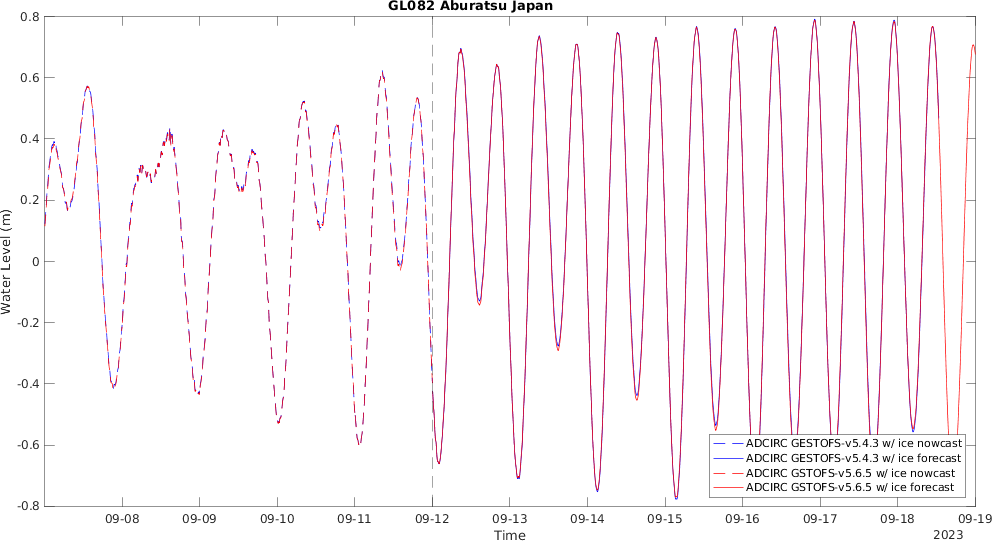 GL082 Aburatsu Japan
0.8
0.6
0.4
0.2
0
-0.2
-0.4
-0.6
-0.8
Water Level (m)
ADCIRC GESTOFS-v5.4.3 w/ ice nowcast
ADCIRC GESTOFS-v5.4.3 w/ ice forecast
ADCIRC GSTOFS-v5.6.5 w/ ice nowcast
ADCIRC GSTOFS-v5.6.5 w/ ice forecast
09-08 09-09 09-10 09-11 09-12 09-13 09-14 09-15 09-16 09-17 09-18 09-19
Time
2023